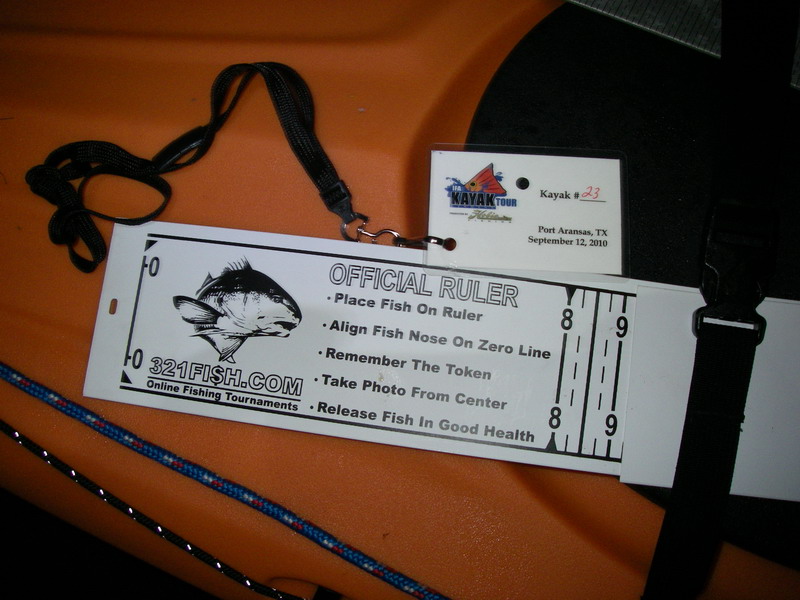 IFA
KAYAK TOUR
Kayak # 23
Port Aransas, TX
September 12, 2010
OFFICIAL RULER
0
· Place Fish On Ruler
· Align Fish Nose On Zero Line
· Remember The Token
· Take Photo From Center
· Release Fish In Good Health
0
321FI$H.COM
Online Fishing Tournaments
8 9
8 9